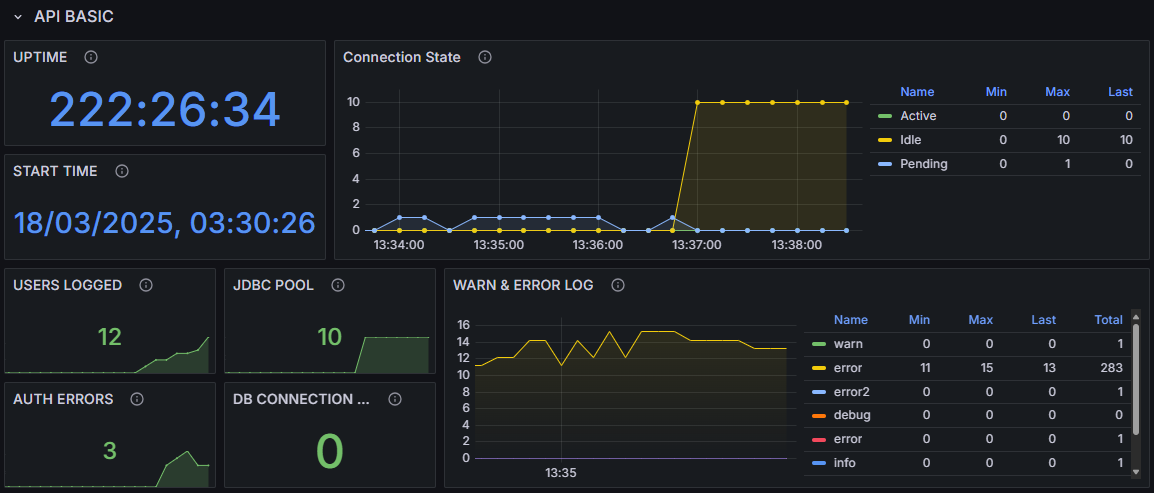 API BASIC
UPTIME
222:26:34
START TIME
18/03/2025, 03:30:26
Connection State
10
8
6
4
2
0
13:34:00 13:35:00 13:36:00 13:37:00 13:38:00
Name Min Max Last
Active 0 0 0
Idle 0 10 10
Pending 0 1 0
USERS LOGGED
12
JDBC POOL
10
AUTH ERRORS
3
DB CONNECTION ...
0
WARN & ERROR LOG
16
14
12
10
8
6
4
2
0
13:35
Name Min Max Last Total
warn 0 0 0 1
error 11 15 13 283
error2 0 0 0 1
debug 0 0 0 0
error 0 0 0 1
info 0 0 0 1